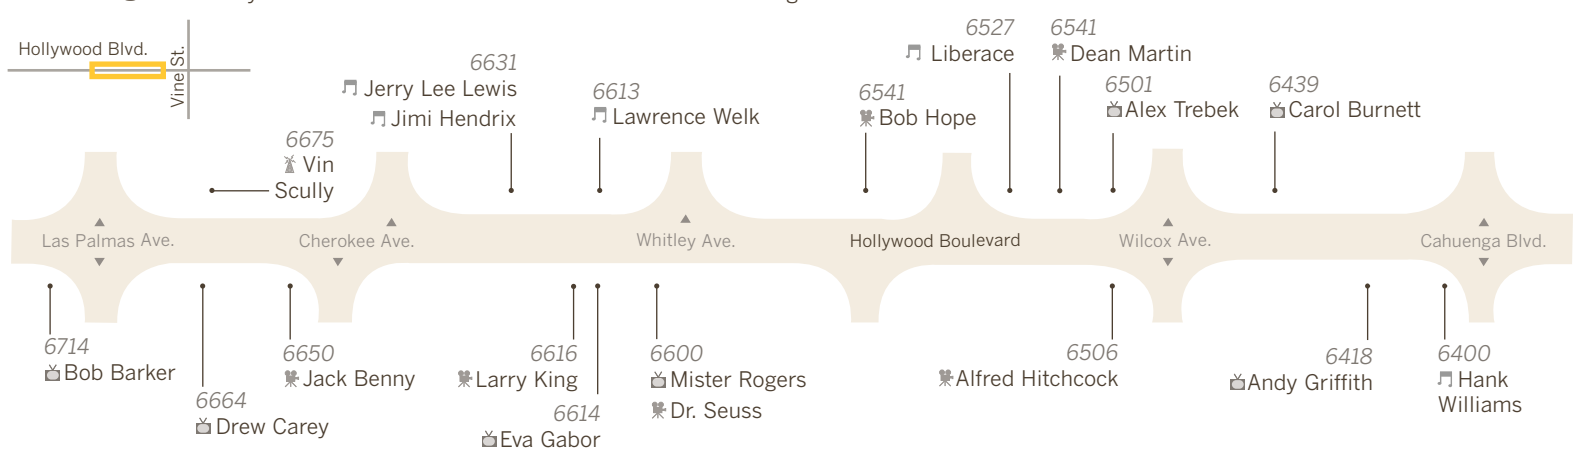 Hollywood Blvd.
Vine St.
6675
Vin
Scully
6631
Jerry Lee Lewis
Jimi Hendrix
6613
Lawrence Welk
6541
Bob Hope
6527
Liberace
6541
Dean Martin
6501
Alex Trebek
6439
Carol Burnett
Las Palmas Ave.
Cherokee Ave.
Whitley Ave.
Hollywood Boulevard
Wilcox Ave.
Cahuenga Blvd.
6714
Bob Barker
6664
Drew Carey
6650
Jack Benny
6616
Larry King
6614
Eva Gabor
6600
Mister Rogers
Dr. Seuss
6506
Alfred Hitchcock
6418
Andy Griffith
6400
Hank
Williams